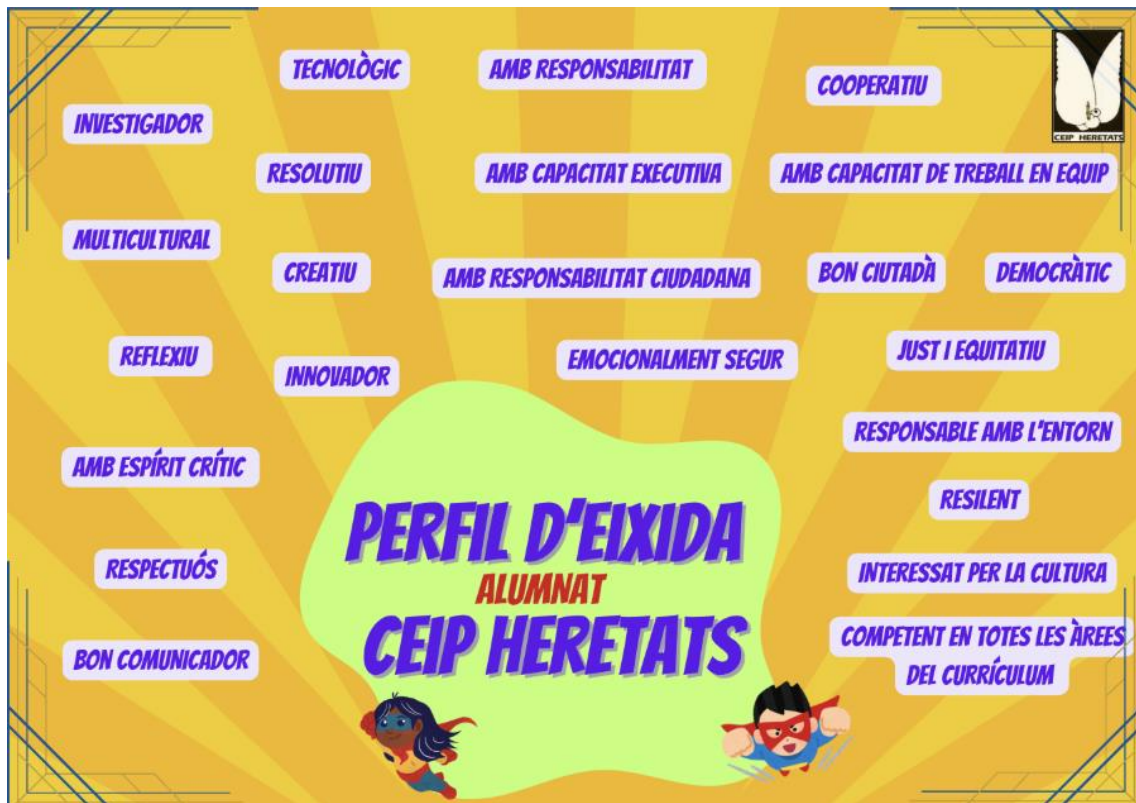 TECNOLÒGIC
AMB RESPONSABILITAT
COOPERATIU
CEIP HERETATS
INVESTIGADOR
RESOLUTIU
AMB CAPACITAT EXECUTIVA
AMB CAPACITAT DE TREBALL EN EQUIP
MULTICULTURAL
CREATIU
AMB RESPONSABILITAT CIUDADANA
BON CIUTADÀ
DEMOCRÀTIC
REFLEXIU
INNOVADOR
EMOCIONALMENT SEGUR
JUST I EQUITATIU
RESPONSABLE AMB L'ENTORN
AMB ESPÍRIT CRÍTIC
RESILENT
RESPECTUÓS
INTERESSAT PER LA CULTURA
BON COMUNICADOR
COMPETENT EN TOTES LES ÀREES
DEL CURRÍCULUM
PERFIL D'EIXIDA
ALUMNAT
CEIP HERETATS